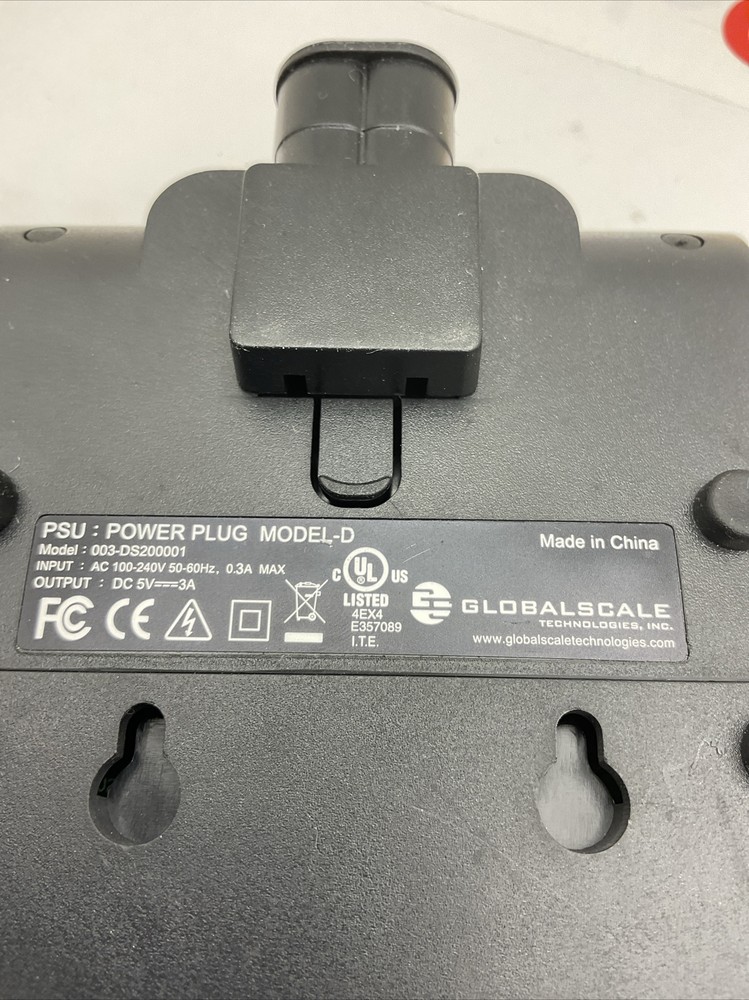 PSU : POWER PLUG MODEL-D
Made in China
Model : 003-DS200001
INPUT : AC 100-240V 50-60Hz, 0.3A MAX
OUTPUT : DC 5V⎓3A
FC CE
C UL US
LISTED
4EX4
E357089
I.T.E.
GLOBALSCALE
TECHNOLOGIES, INC.
www.globalscaletechnologies.com